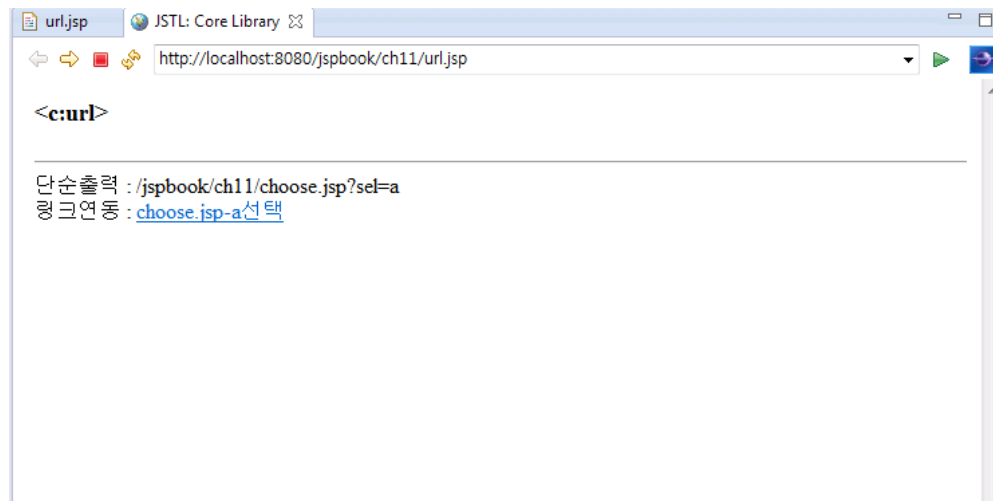 url.jsp
JSTL: Core Library
http://localhost:8080/jspbook/ch11/url.jsp
<c:url>
단순출력 : /jspbook/ch11/choose.jsp?sel=a
링크연동 : choose.jsp-a선택